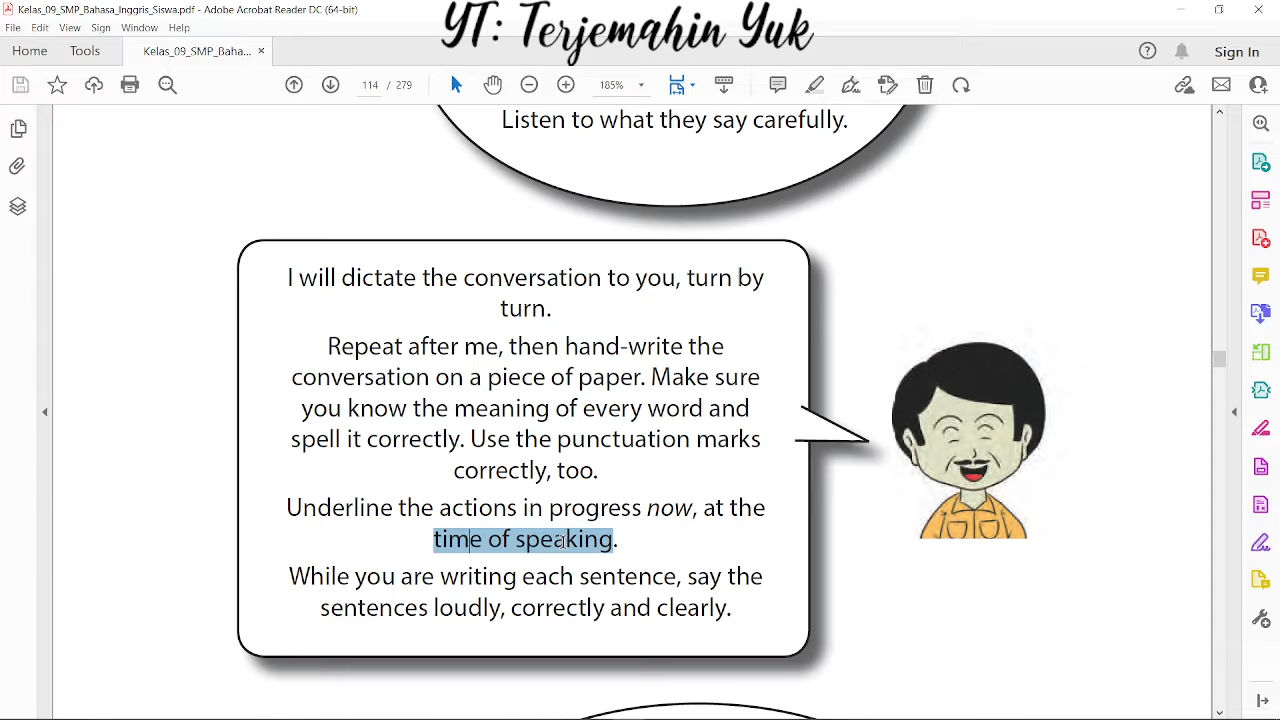 Kelas_09_SMP_Bahasa_Inggris_Siswa.pdf - Adobe Acrobat Reader DC (64-bit)
YT: Terjemahin Yuk
File Edit View Window Help
Home Tools Kelas_09_SMP_Baha... × Sign In
114 / 279 185%
Listen to what they say carefully.
I will dictate the conversation to you, turn by
turn.
Repeat after me, then hand-write the
conversation on a piece of paper. Make sure
you know the meaning of every word and
spell it correctly. Use the punctuation marks
correctly, too.
Underline the actions in progress now, at the
time of speaking.
While you are writing each sentence, say the
sentences loudly, correctly and clearly.